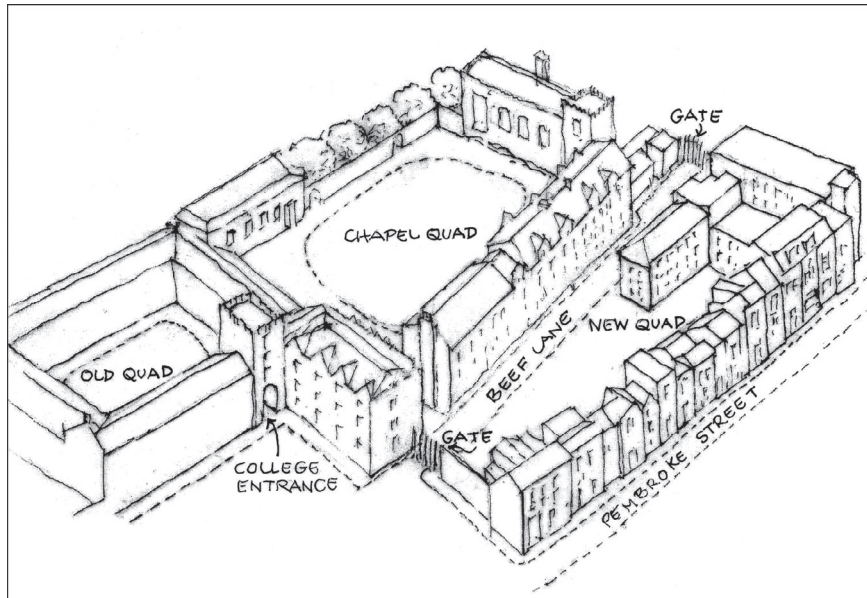 GATE
CHAPEL QUAD
BEEF LANE
NEW QUAD
OLD QUAD
GATE
COLLEGE
ENTRANCE
PEMBROKE STREET